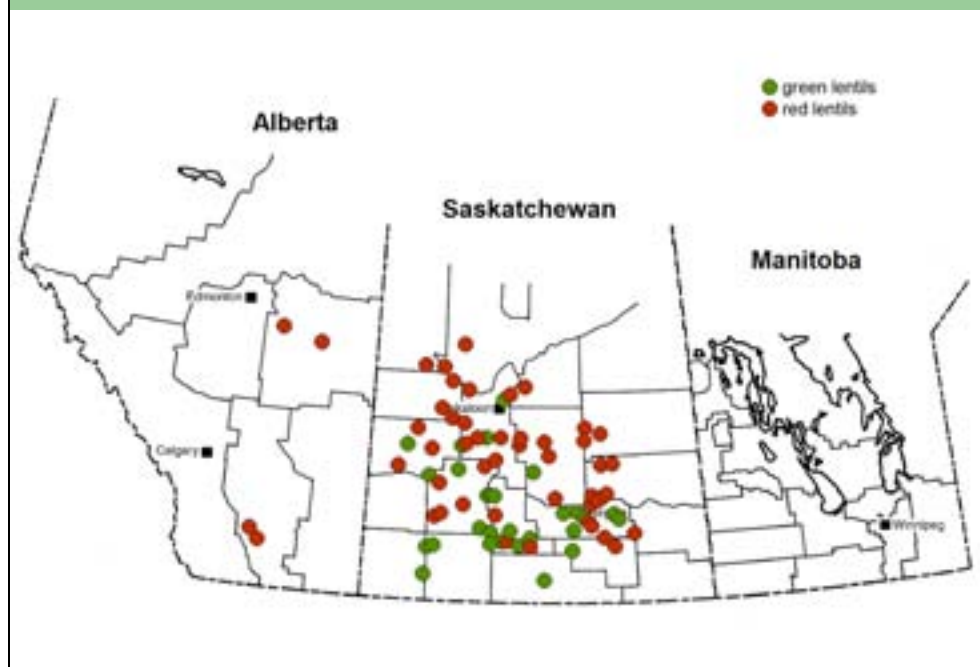 green lentils
red lentils
Alberta
Saskatchewan
Manitoba
Edmonton
Calgary
Winnipeg